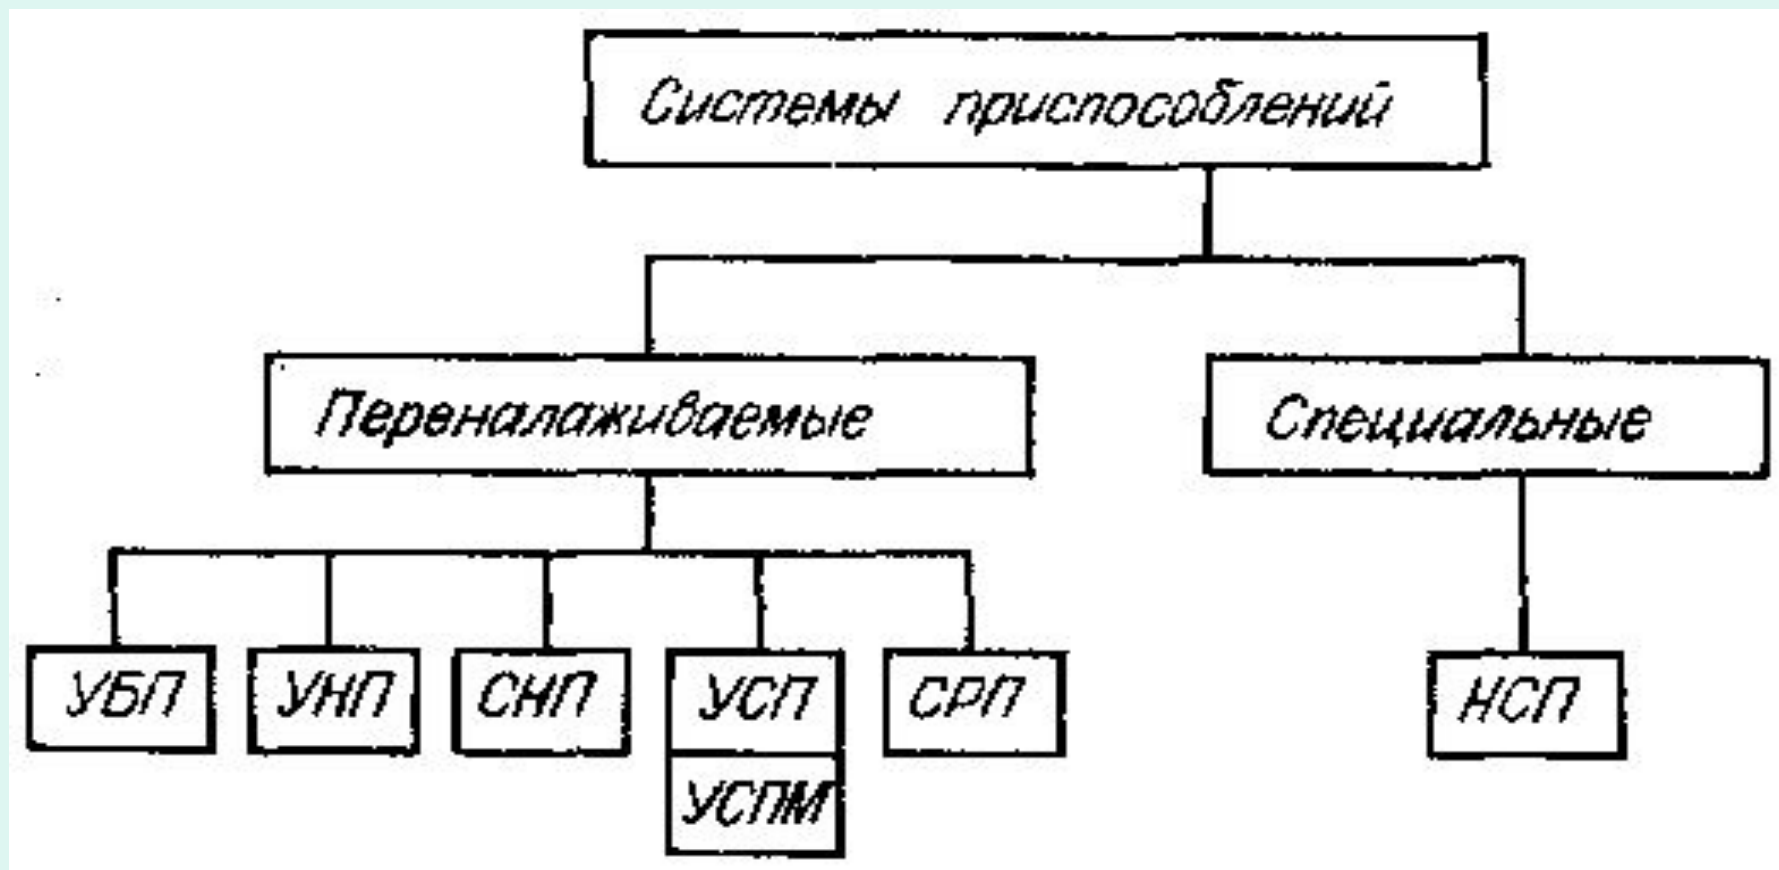 Системы приспособлений
Переналаживаемые
Специальные
УБП
УНП
СНП
УСП
СРП
НСП
УСПМ